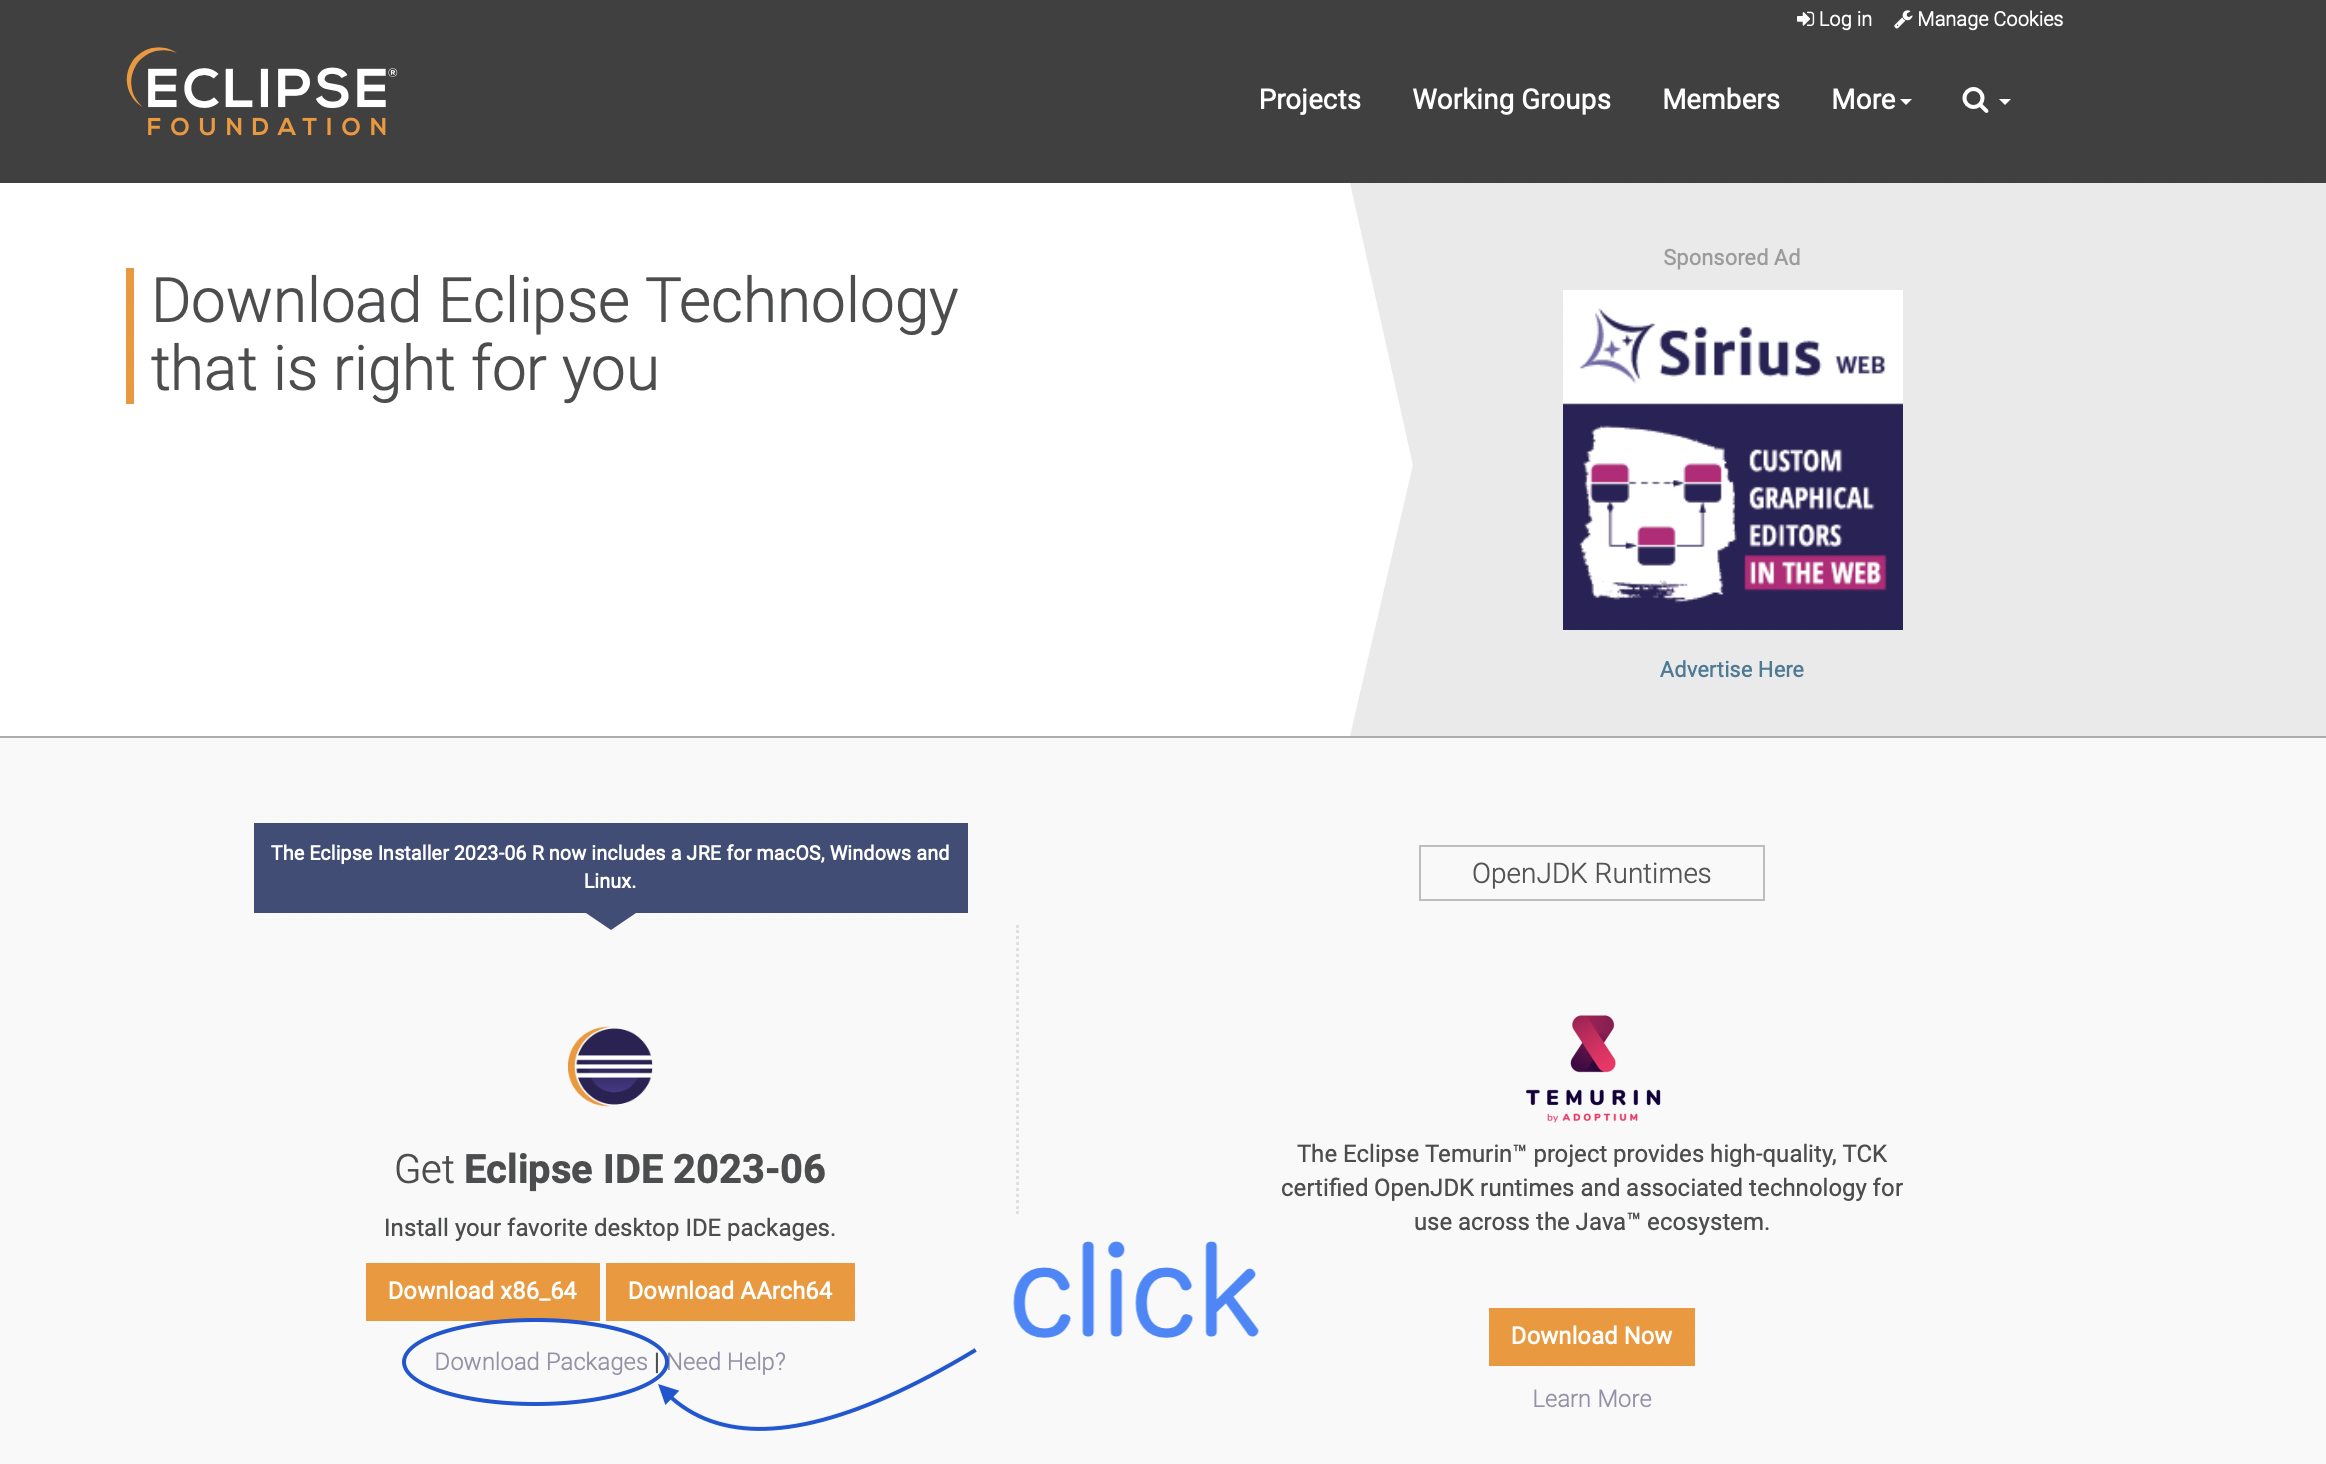 Log in Manage Cookies
ECLIPSE®
FOUNDATION
Projects Working Groups Members More
Download Eclipse Technology
that is right for you
Sponsored Ad
Sirius WEB
CUSTOM
GRAPHICAL
EDITORS
IN THE WEB
Advertise Here
The Eclipse Installer 2023-06 R now includes a JRE for macOS, Windows and
Linux.
Get Eclipse IDE 2023-06
Install your favorite desktop IDE packages.
Download x86_64 Download AArch64
Download Packages | Need Help?
click
OpenJDK Runtimes
TEMURIN
by ADOPTIUM
The Eclipse Temurin™ project provides high-quality, TCK
certified OpenJDK runtimes and associated technology for
use across the Java™ ecosystem.
Download Now
Learn More